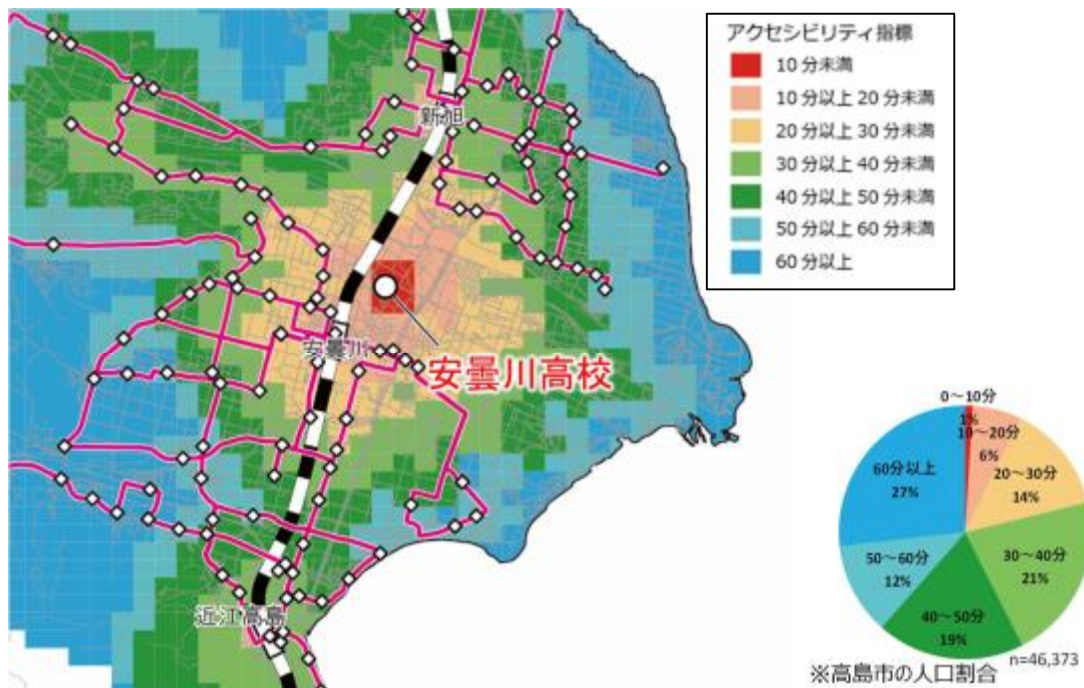 アクセシビリティ指標
10分未満
10分以上20分未満
20分以上30分未満
30分以上40分未満
40分以上50分未満
50分以上60分未満
60分以上
新旭
安曇川
安曇川高校
近江高島
0～10分
1%
10～20分
6%
20～30分
14%
30～40分
21%
40～50分
19%
50～60分
12%
60分以上
27%
n=46,373
※高島市の人口割合